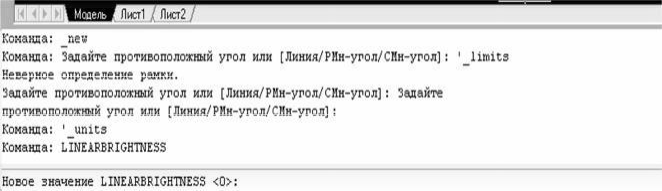 Модель Лист1 Лист2
Команда: _new
Команда: Задайте противоположный угол или [Линия/РМн-угол/СМн-угол]: '_limits
Неверное определение рамки.
Задайте противоположный угол или [Линия/РМн-угол/СМн-угол]: Задайте
противоположный угол или [Линия/РМн-угол/СМн-угол]:
Команда: '_units
Команда: LINEARBRIGHTNESS
Новое значение LINEARBRIGHTNESS <0>: